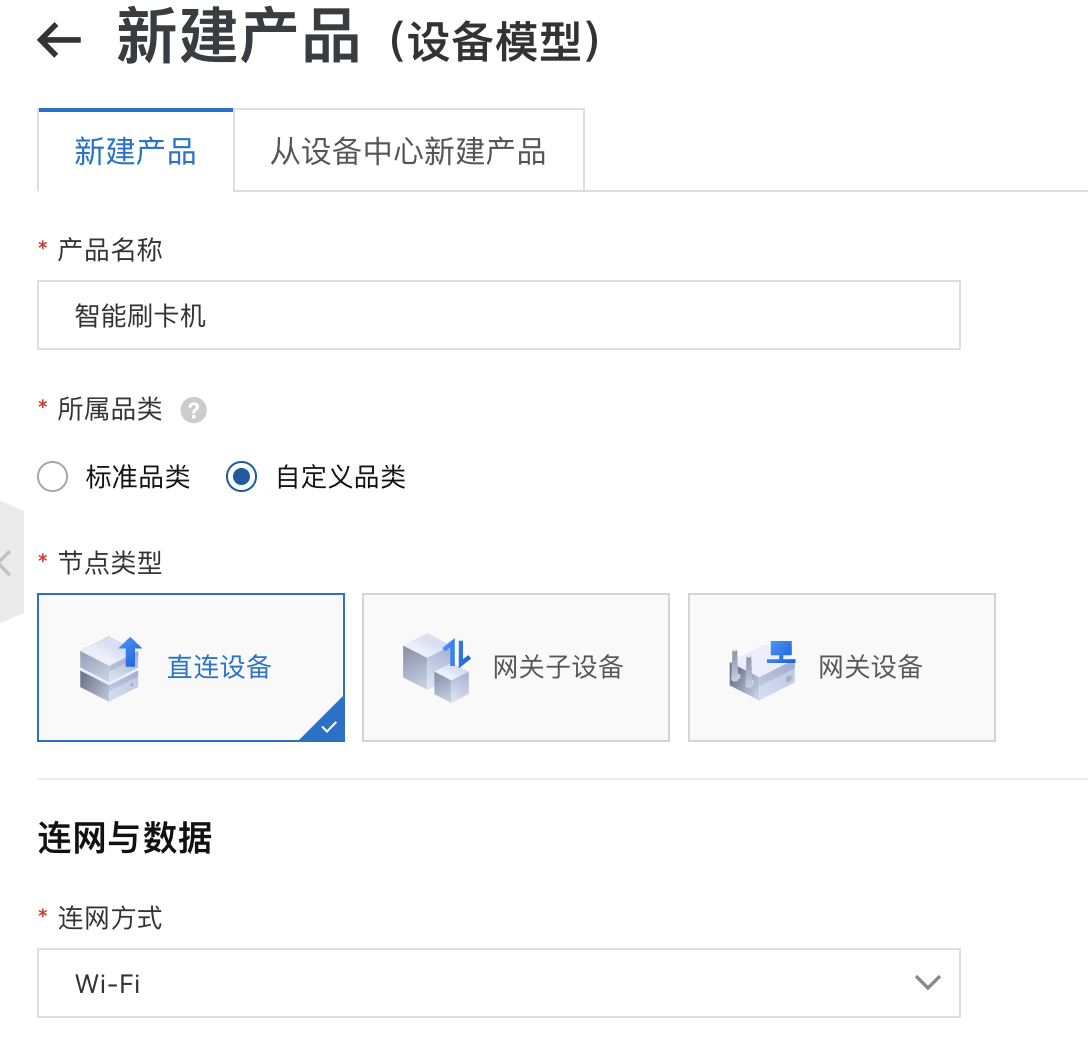 新建产品（设备模型）
新建产品 从设备中心新建产品
* 产品名称
智能刷卡机
* 所属品类 ?
标准品类 自定义品类
* 节点类型
直连设备 网关子设备 网关设备
连网与数据
* 连网方式
Wi-Fi